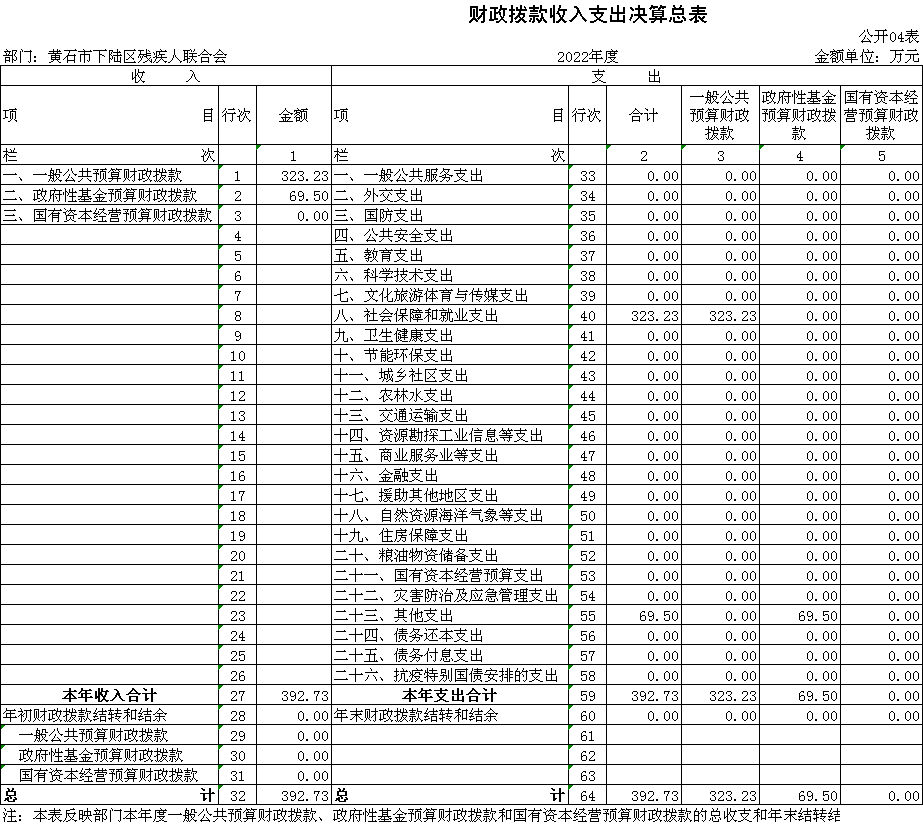 财政拨款收入支出决算总表
公开04表
部门：黄石市下陆区残疾人联合会 2022年度 金额单位：万元
收 入 支 出
项 目 行次 金额 项 目 行次 合计 一般公共预算财政拨款 政府性基金预算财政拨款 国有资本经营预算财政拨款
栏 次 1 栏 次 2 3 4 5
一、一般公共预算财政拨款 1 323.23 一、一般公共服务支出 33 0.00 0.00 0.00 0.00
二、政府性基金预算财政拨款 2 69.50 二、外交支出 34 0.00 0.00 0.00 0.00
三、国有资本经营预算财政拨款 3 0.00 三、国防支出 35 0.00 0.00 0.00 0.00
4 四、公共安全支出 36 0.00 0.00 0.00 0.00
5 五、教育支出 37 0.00 0.00 0.00 0.00
6 六、科学技术支出 38 0.00 0.00 0.00 0.00
7 七、文化旅游体育与传媒支出 39 0.00 0.00 0.00 0.00
8 八、社会保障和就业支出 40 323.23 323.23 0.00 0.00
9 九、卫生健康支出 41 0.00 0.00 0.00 0.00
10 十、节能环保支出 42 0.00 0.00 0.00 0.00
11 十一、城乡社区支出 43 0.00 0.00 0.00 0.00
12 十二、农林水支出 44 0.00 0.00 0.00 0.00
13 十三、交通运输支出 45 0.00 0.00 0.00 0.00
14 十四、资源勘探工业信息等支出 46 0.00 0.00 0.00 0.00
15 十五、商业服务业等支出 47 0.00 0.00 0.00 0.00
16 十六、金融支出 48 0.00 0.00 0.00 0.00
17 十七、援助其他地区支出 49 0.00 0.00 0.00 0.00
18 十八、自然资源海洋气象等支出 50 0.00 0.00 0.00 0.00
19 十九、住房保障支出 51 0.00 0.00 0.00 0.00
20 二十、粮油物资储备支出 52 0.00 0.00 0.00 0.00
21 二十一、国有资本经营预算支出 53 0.00 0.00 0.00 0.00
22 二十二、灾害防治及应急管理支出 54 0.00 0.00 0.00 0.00
23 二十三、其他支出 55 69.50 0.00 69.50 0.00
24 二十四、债务还本支出 56 0.00 0.00 0.00 0.00
25 二十五、债务付息支出 57 0.00 0.00 0.00 0.00
26 二十六、抗疫特别国债安排的支出 58 0.00 0.00 0.00 0.00
本年收入合计 27 392.73 本年支出合计 59 392.73 323.23 69.50 0.00
年初财政拨款结转和结余 28 0.00 年末财政拨款结转和结余 60 0.00 0.00 0.00 0.00
一般公共预算财政拨款 29 0.00 61
政府性基金预算财政拨款 30 0.00 62
国有资本经营预算财政拨款 31 0.00 63
总 计 32 392.73 总 计 64 392.73 323.23 69.50 0.00
注：本表反映部门本年度一般公共预算财政拨款、政府性基金预算财政拨款和国有资本经营预算财政拨款的总收支和年末结转结